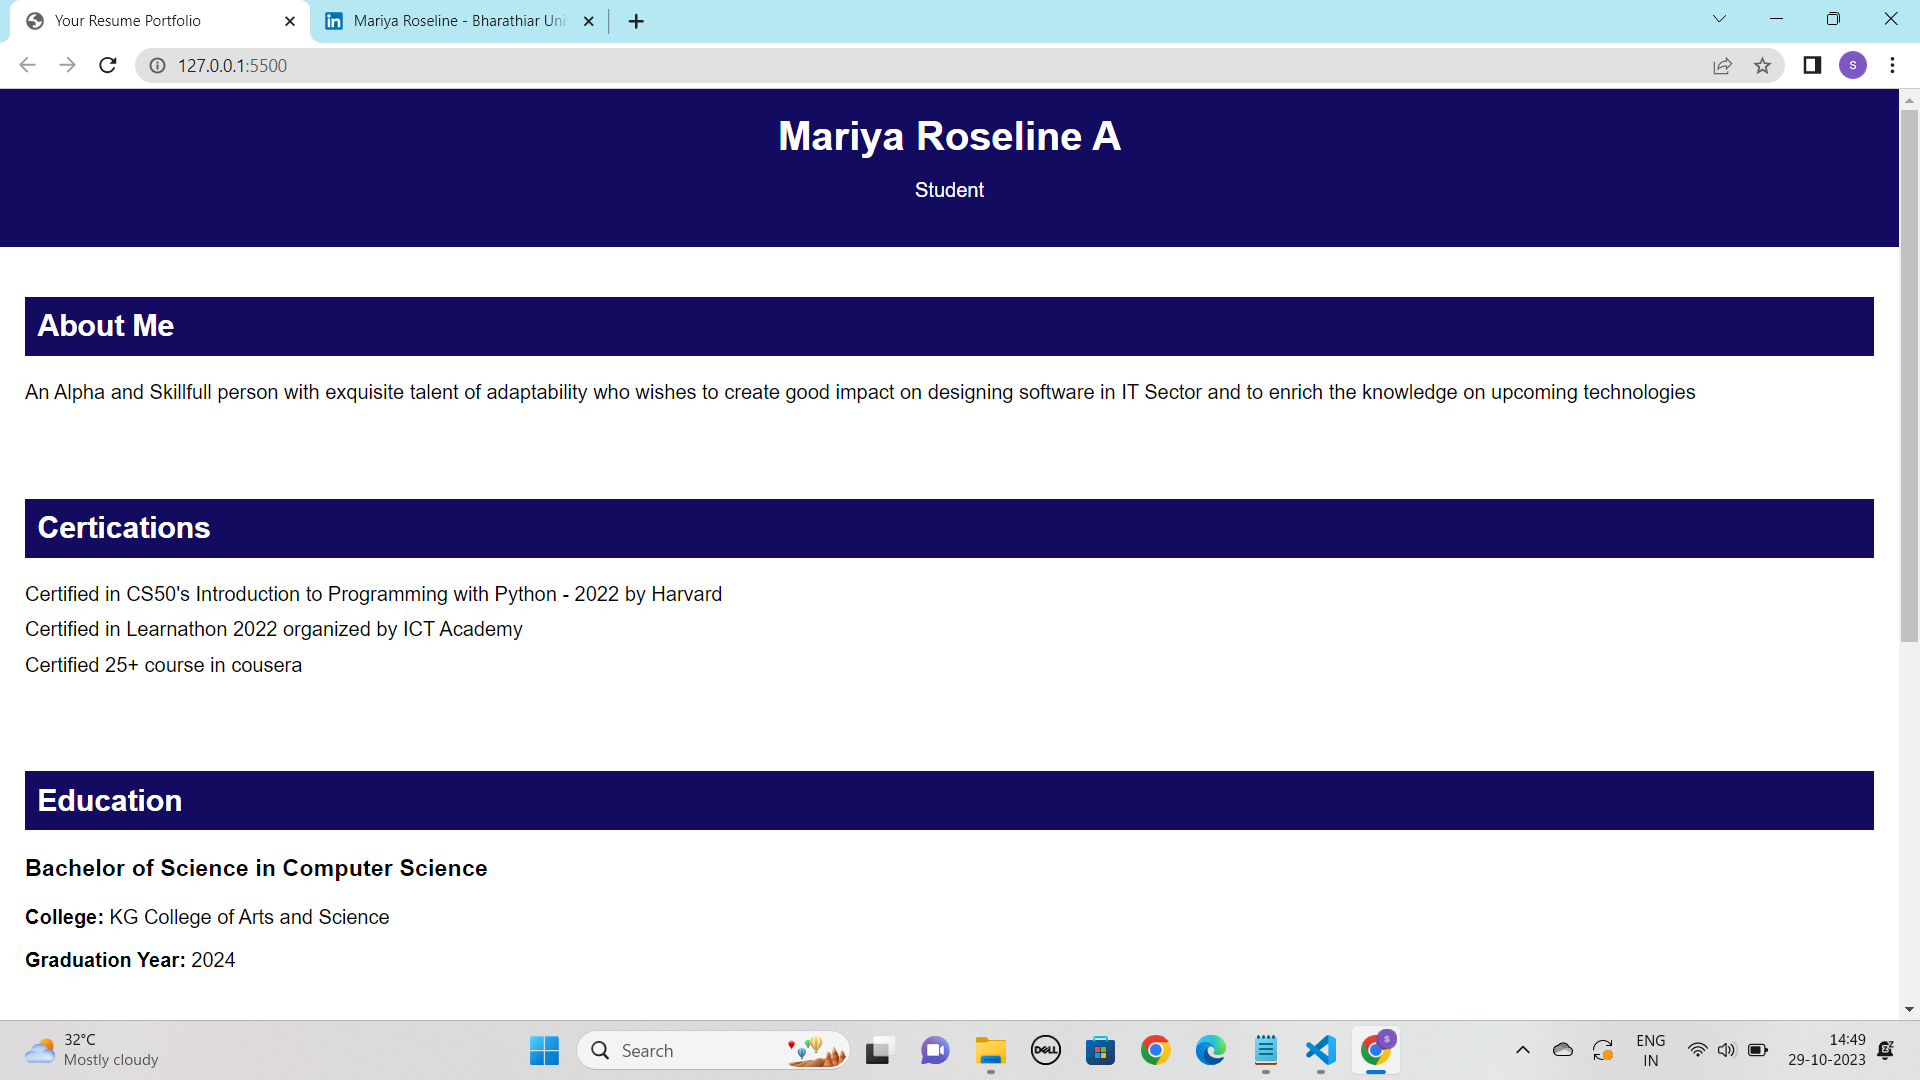 Your Resume Portfolio
Mariya Roseline - Bharathiar Uni
127.0.0.1:5500
S
Mariya Roseline A
Student
About Me
An Alpha and Skillfull person with exquisite talent of adaptability who wishes to create good impact on designing software in IT Sector and to enrich the knowledge on upcoming technologies
Certications
Certified in CS50's Introduction to Programming with Python - 2022 by Harvard
Certified in Learnathon 2022 organized by ICT Academy
Certified 25+ course in cousera
Education
Bachelor of Science in Computer Science
College: KG College of Arts and Science
Graduation Year: 2024
32°C
Mostly cloudy
Search
DELL
S
ENG
IN
14:49
29-10-2023